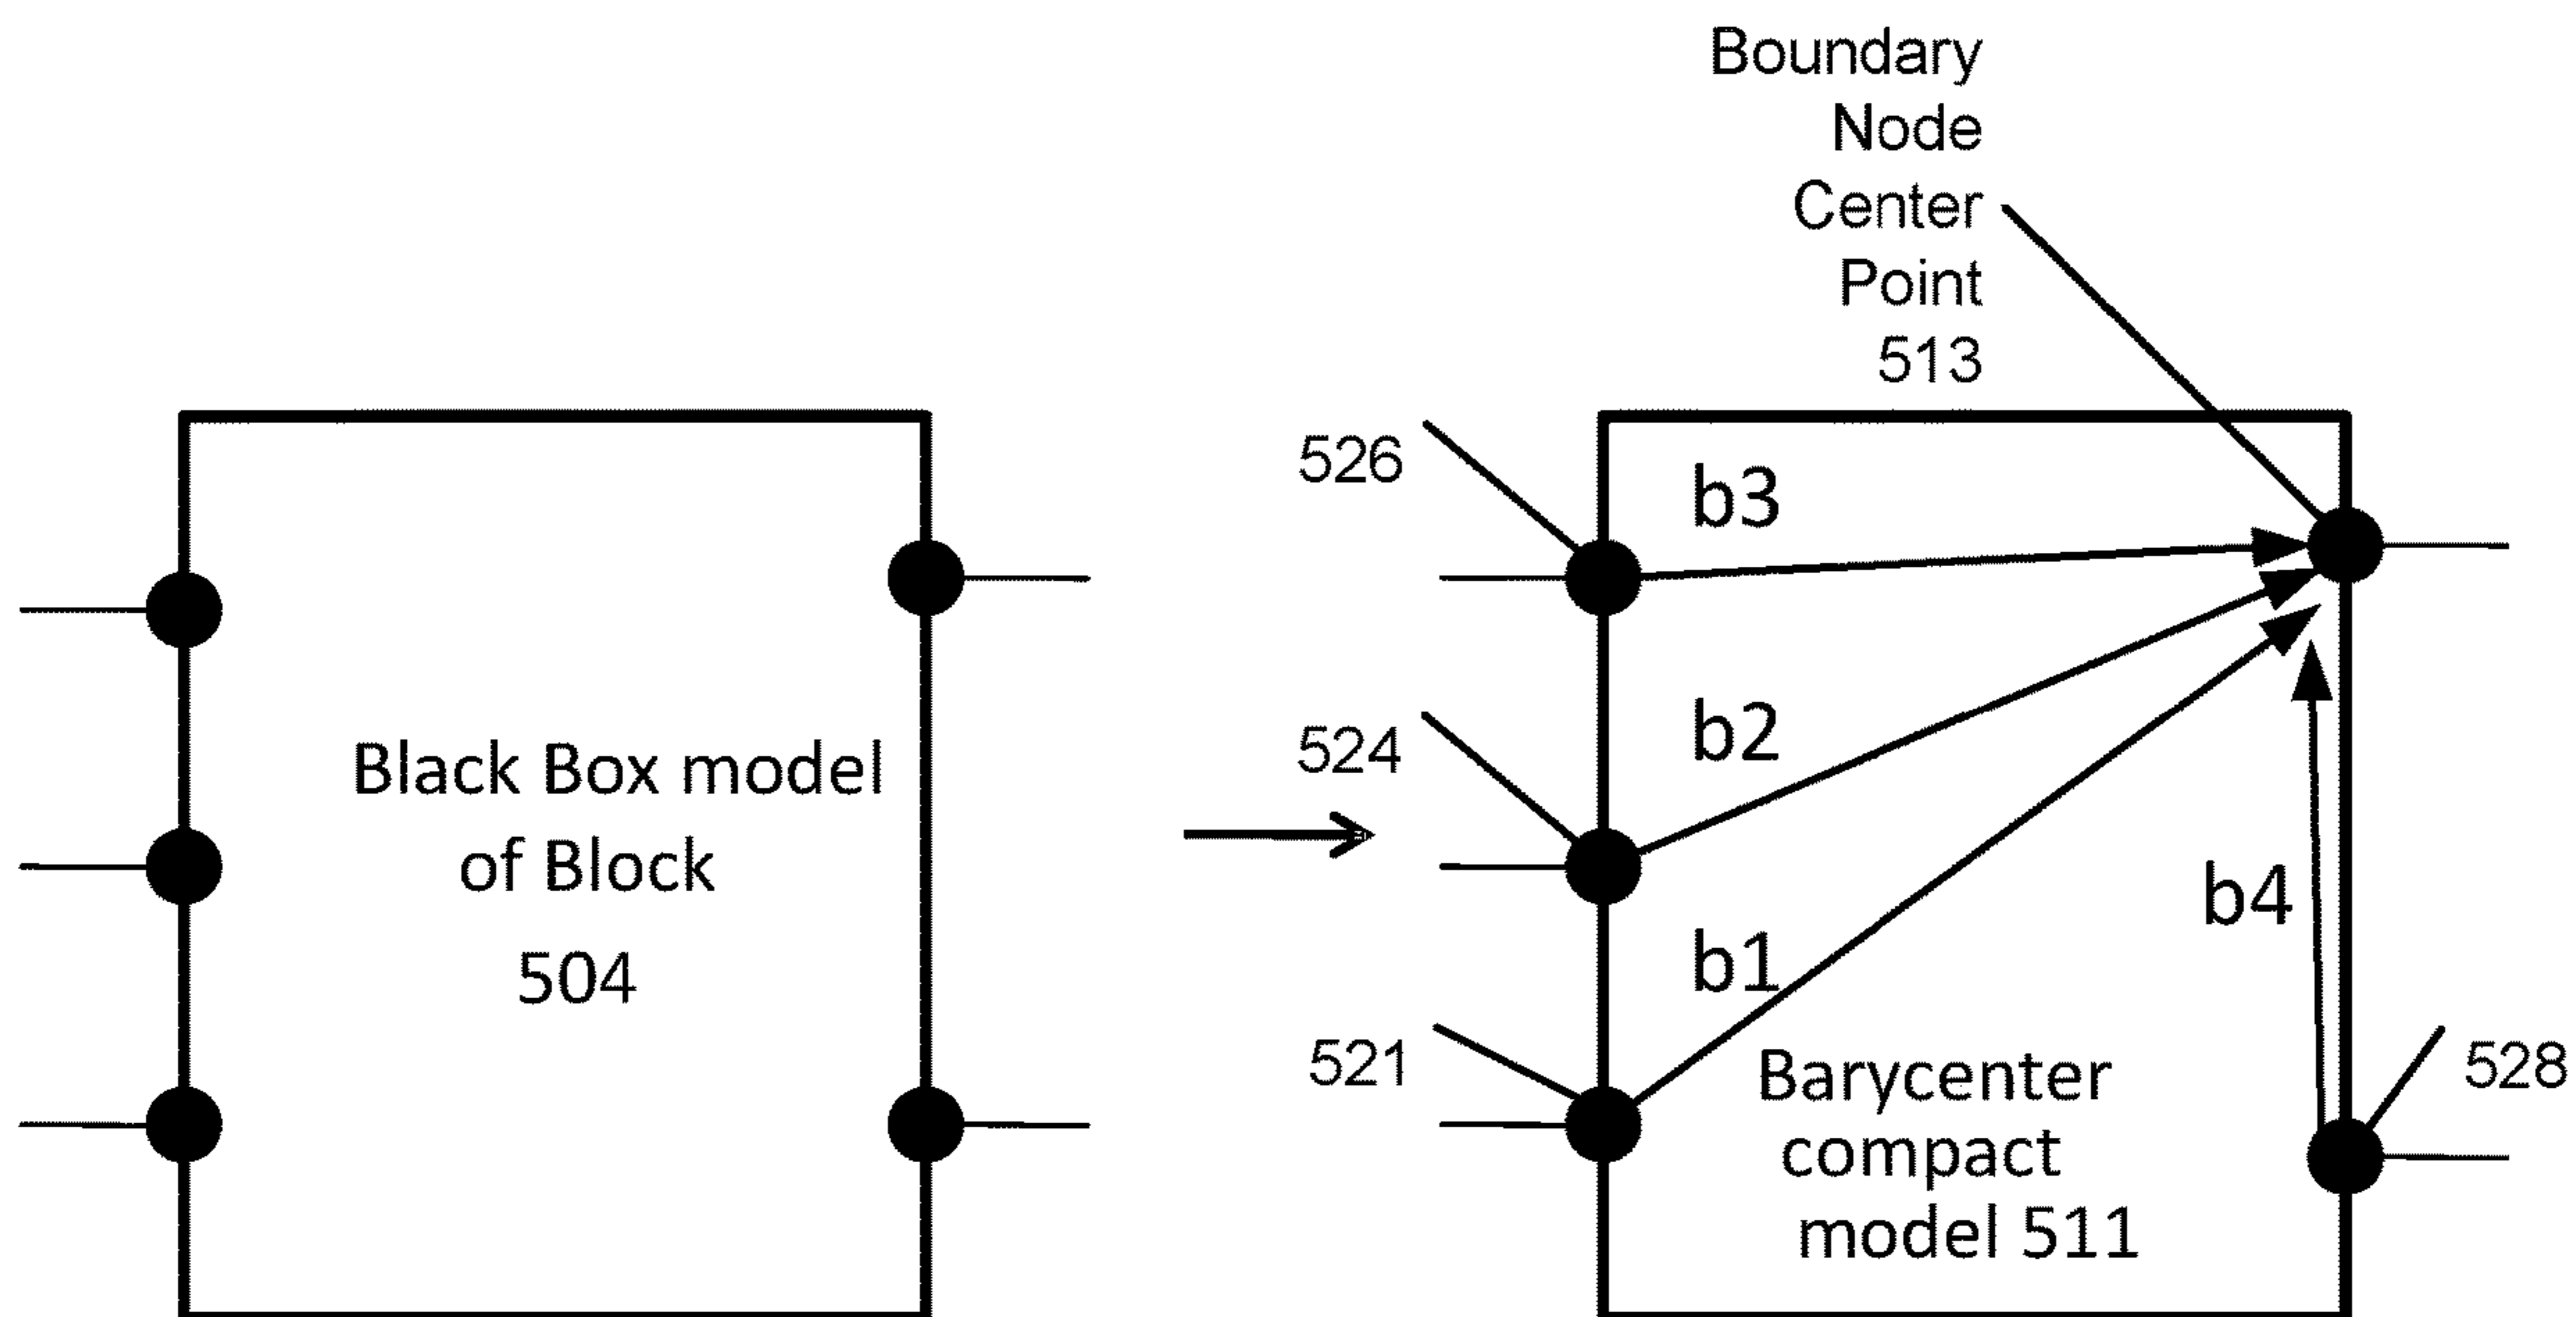 Boundary
Node
Center
Point
513
Black Box model
of Block
504
526
b3
524
b2
b4
b1
521
528
Barycenter
compact
model 511